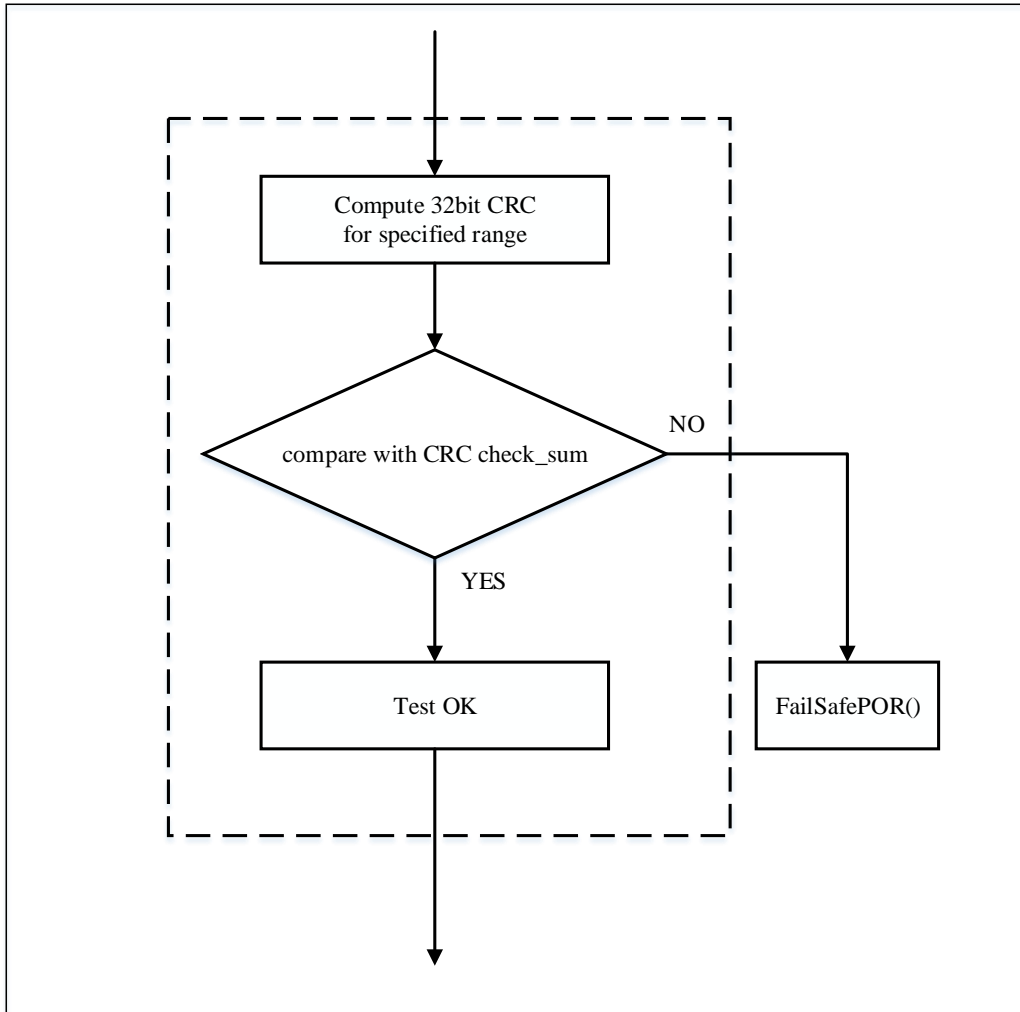 Compute 32bit CRC
for specified range
compare with CRC check_sum
NO
YES
Test OK
FailSafePOR()